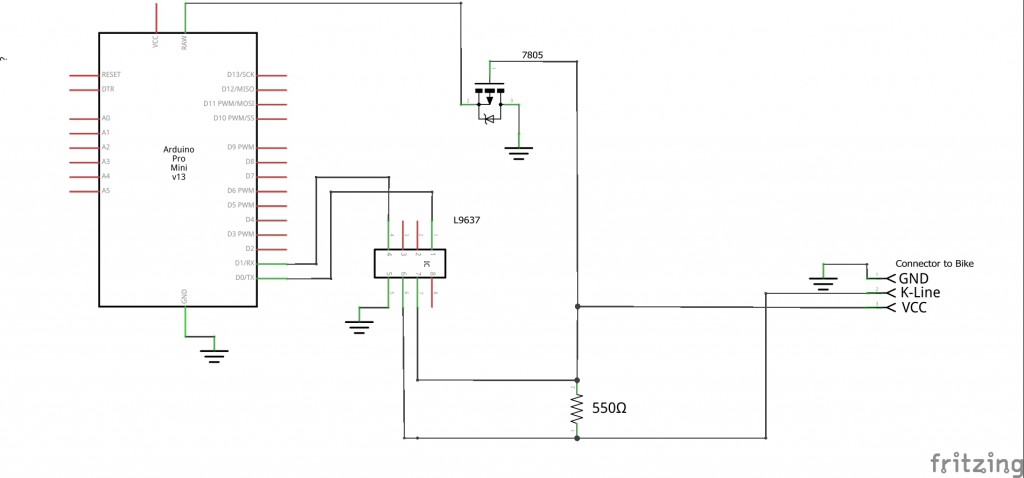 ?
VCC
RAW
7805
RESET
DTR
D13/SCK
D12/MISO
D11 PWM/MOSI
A0
D10 PWM/SS
A1
A2
A3
A4
A5
Arduino
Pro
Mini
v13
D9 PWM
D8
D7
D6 PWM
D5 PWM
D4
D3 PWM
D2
D1/RX
D0/TX
GND
L9637
4
3
2
1
IC
5
6
7
8
Connector to Bike
GND
K-Line
VCC
550Ω
fritzing